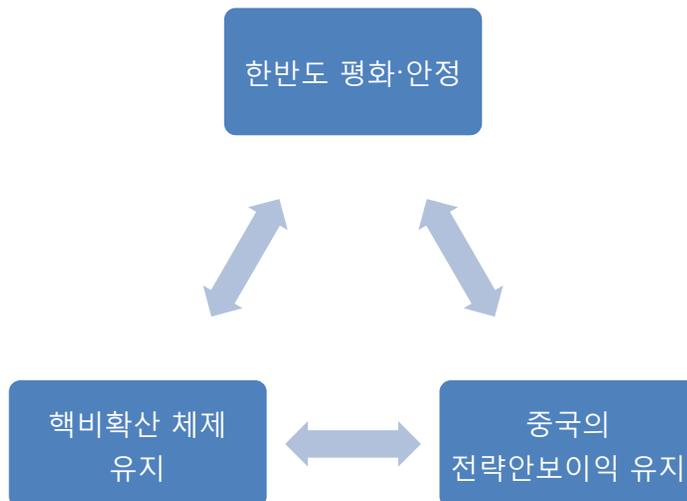 한반도 평화·안정
핵비확산 체제
유지
중국의
전략안보이익 유지